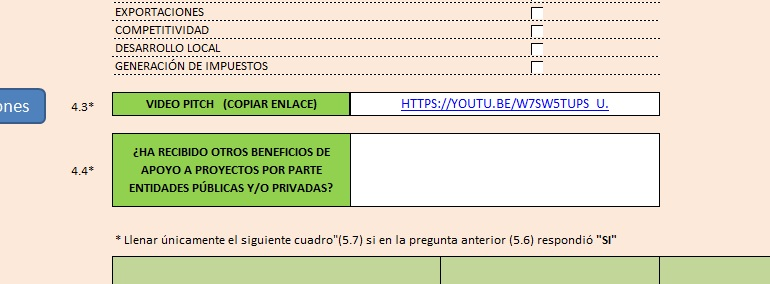 EXPORTACIONES
COMPETITIVIDAD
DESARROLLO LOCAL
GENERACIÓN DE IMPUESTOS
ones
4.3*
VIDEO PITCH (COPIAR ENLACE)
HTTPS://YOUTU.BE/W7SW5TUPS_U.
4.4*
¿HA RECIBIDO OTROS BENEFICIOS DE
APOYO A PROYECTOS POR PARTE
ENTIDADES PÚBLICAS Y/O PRIVADAS?
* Llenar únicamente el siguiente cuadro"(5.7) si en la pregunta anterior (5.6) respondió "SI"